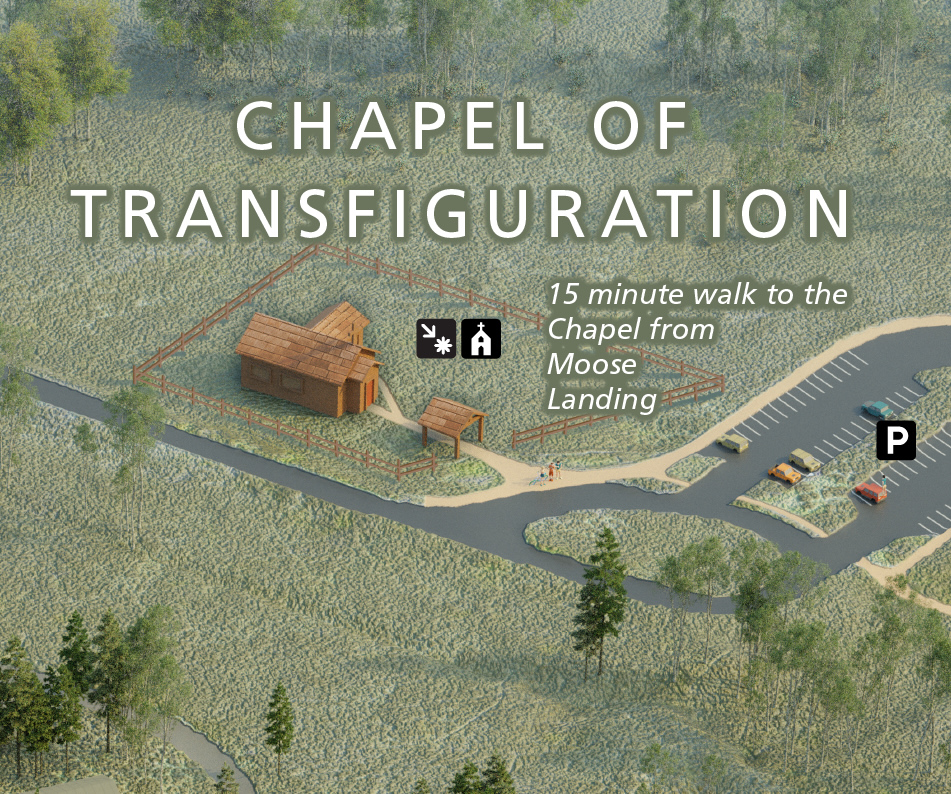 CHAPEL OF
TRANSFIGURATION
15 minute walk to the
Chapel from
Moose
Landing
P